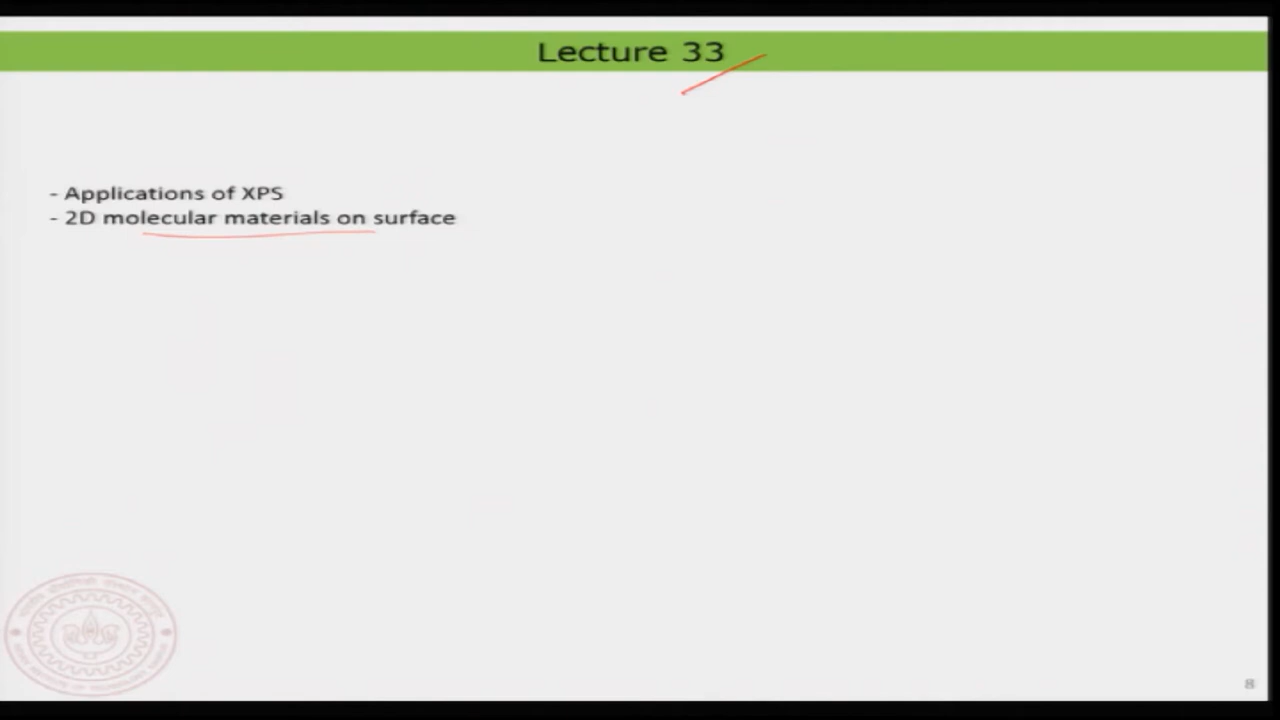 Lecture 33
- Applications of XPS
- 2D molecular materials on surface
8